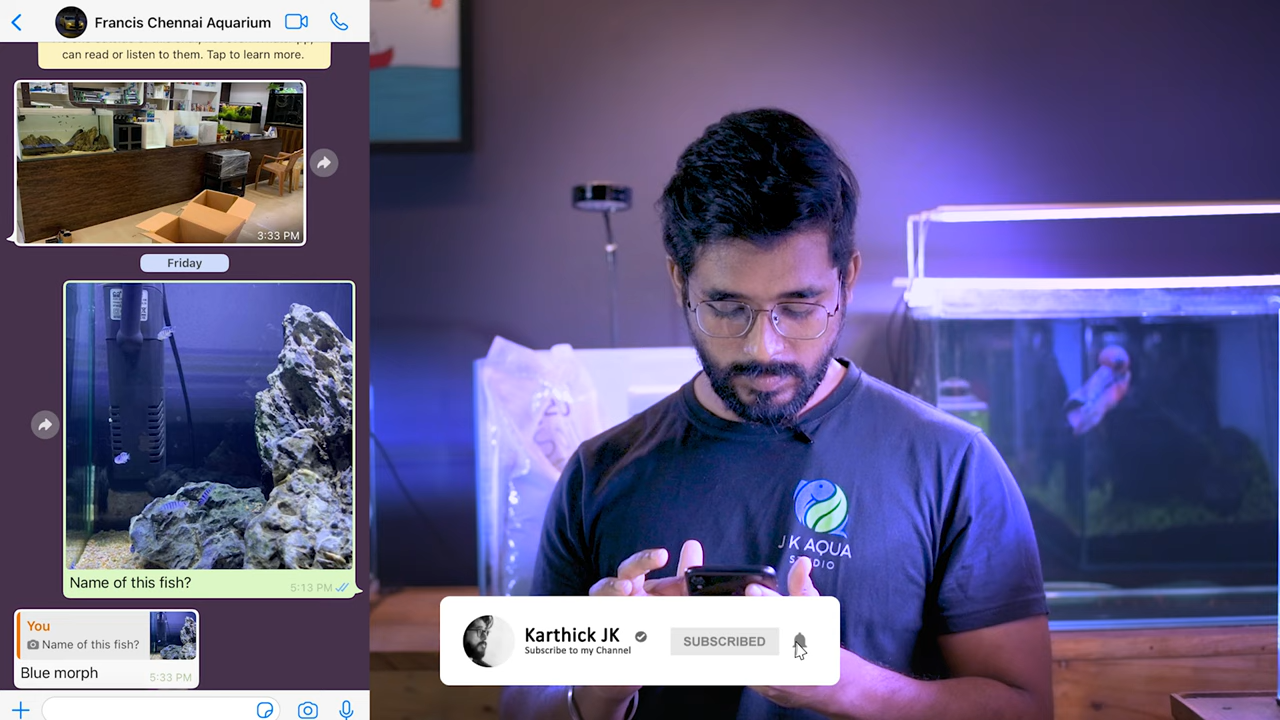 Francis Chennai Aquarium
can read or listen to them. Tap to learn more.
3:33 PM
Friday
Name of this fish?
5:13 PM
You
Name of this fish?
Blue morph
5:33 PM
J K AQUA
STUDIO
Karthick JK
Subscribe to my Channel
SUBSCRIBED